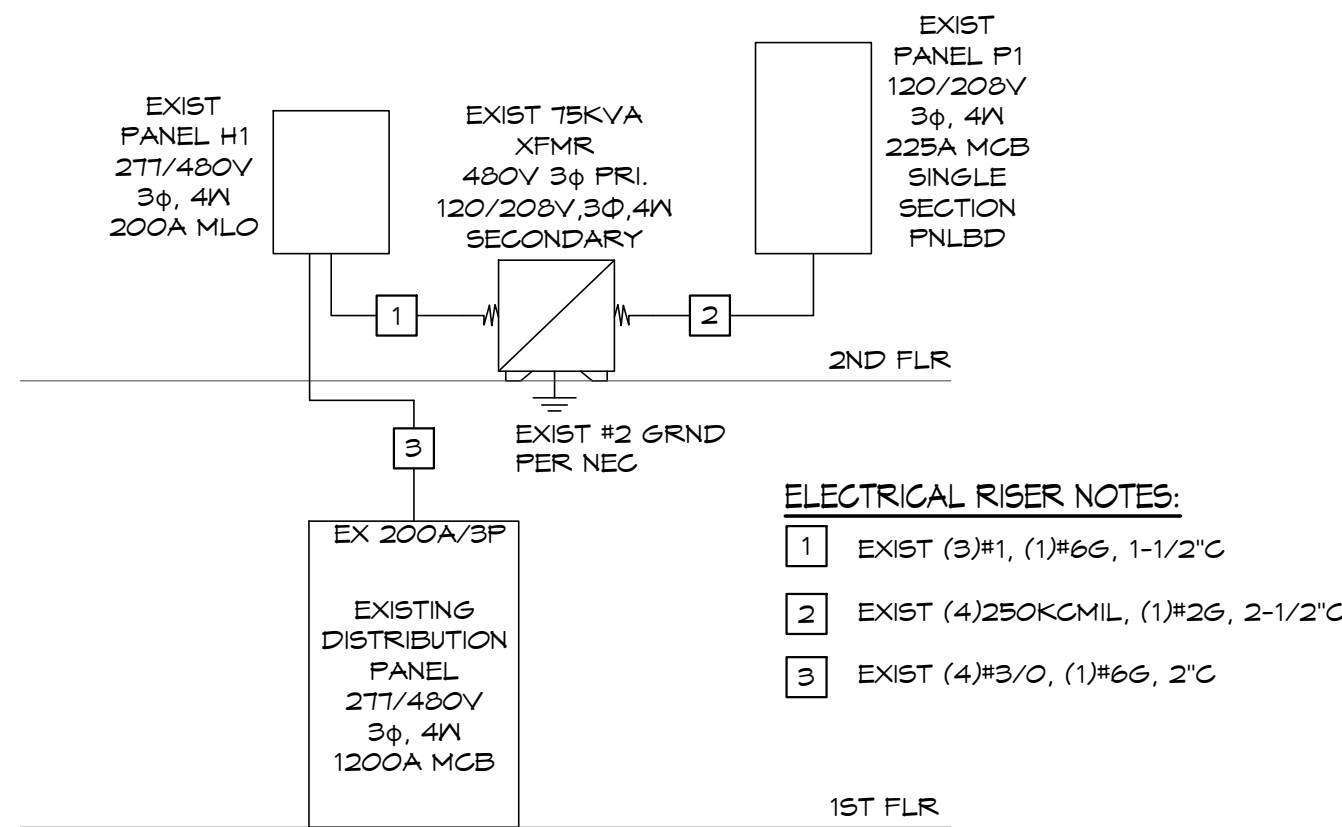 EXIST
PANEL H1
277/480V
3ϕ, 4W
200A MLO
EXIST 75KVA
XFMR
480V 3ϕ PRI.
120/208V,3Φ,4W
SECONDARY
EXIST
PANEL P1
120/208V
3ϕ, 4W
225A MCB
SINGLE
SECTION
PNLBD
1
2
2ND FLR
3
EXIST #2 GRND
PER NEC
EX 200A/3P
EXISTING
DISTRIBUTION
PANEL
277/480V
3ϕ, 4W
1200A MCB
ELECTRICAL RISER NOTES:
1 EXIST (3)#1, (1)#6G, 1-1/2"C
2 EXIST (4)250KCMIL, (1)#2G, 2-1/2"C
3 EXIST (4)#3/0, (1)#6G, 2"C
1ST FLR